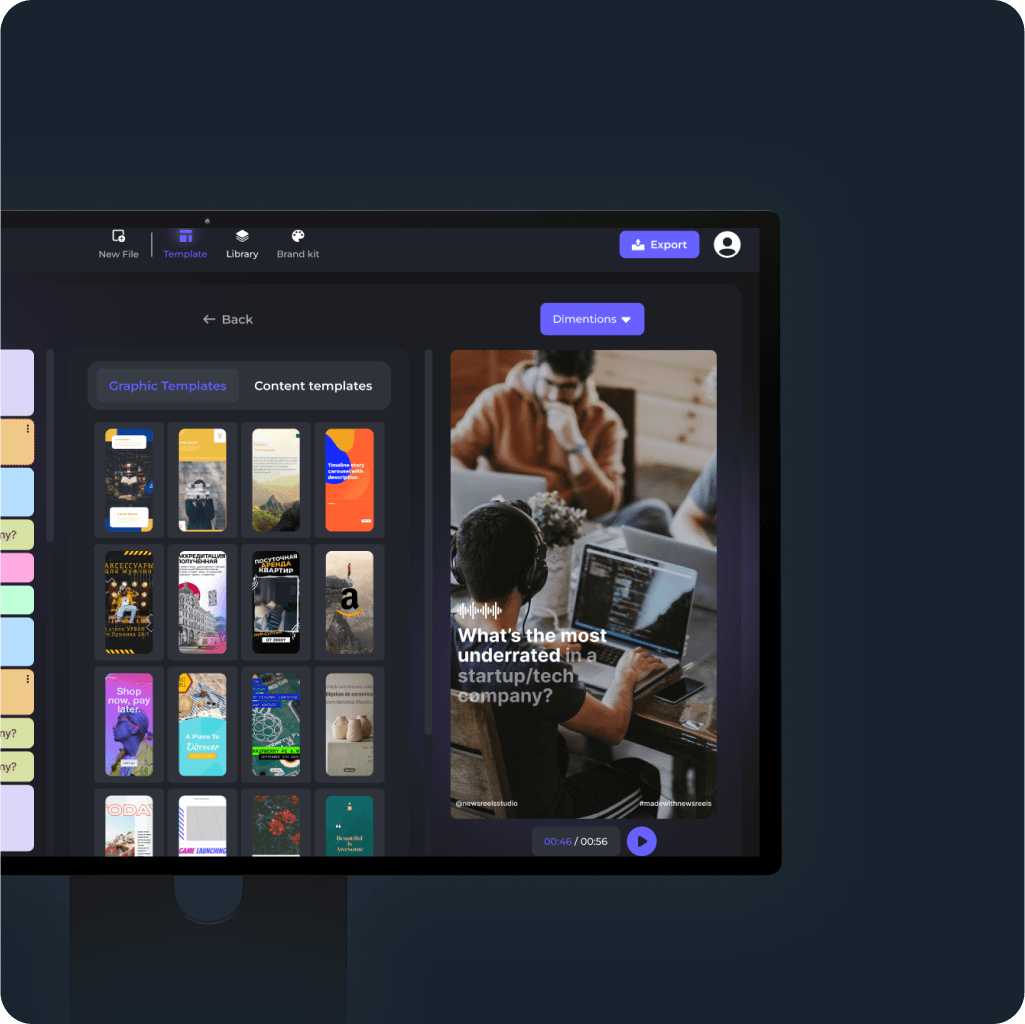 New File
Template
Library
Brand kit
Export
Back
Dimentions
Graphic Templates
Content templates
Timeline story
carousel with
description
ny?
АКСЕССУАРЫ
ДЛЯ МУЖЧИН
АККРЕДИТАЦИЯ
ПОЛУЧЕННАЯ
ПОСУТОЧНАЯ
АРЕНДА
КВАРТИР
a
What's the most
underrated in a
startup/tech
company?
Shop
now, pay
later.
A Place To
Discover
ny?
ny?
TODAY
GAME LAUNCHING
Beautiful
is
Awesome
@newsreelsstudio
#madewithnewsreels
00:46 / 00:56